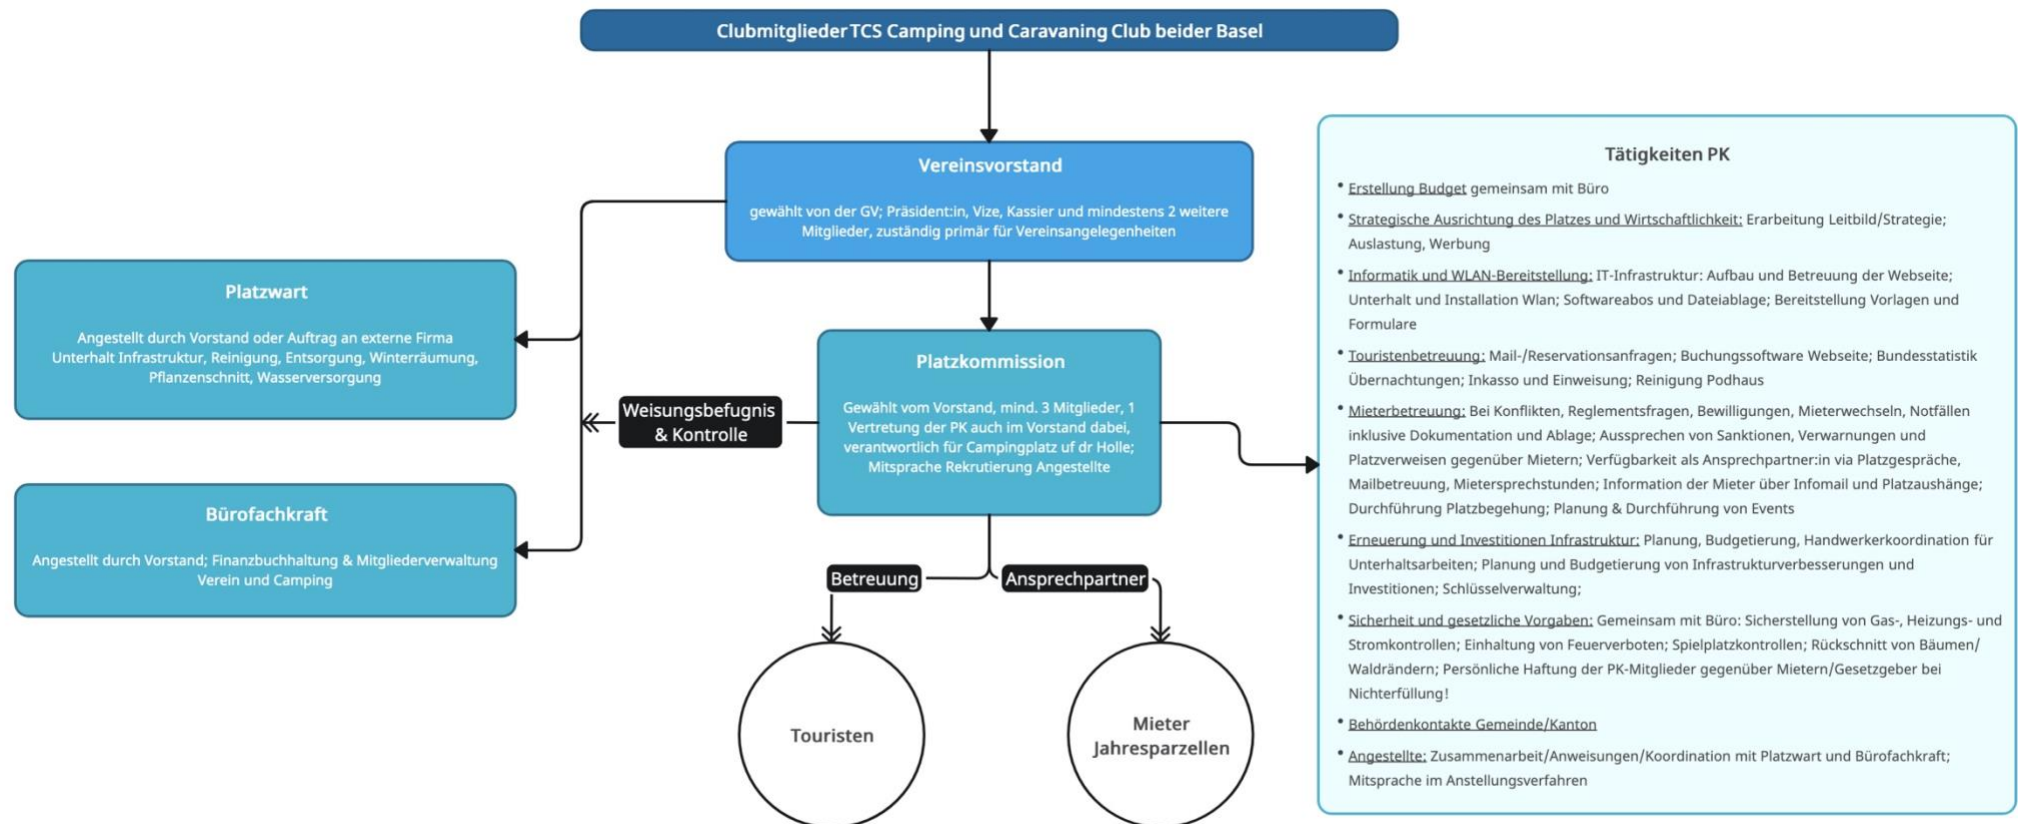 Clubmitglieder TCS Camping und Caravaning Club beider Basel
Vereinsvorstand
gewählt von der GV; Präsident:in, Vize, Kassier und mindestens 2 weitere
Mitglieder, zuständig primär für Vereinsangelegenheiten
Platzwart
Angestellt durch Vorstand oder Auftrag an externe Firma
Unterhalt Infrastruktur, Reinigung, Entsorgung, Winterräumung,
Pflanzenschnitt, Wasserversorgung
Bürofachkraft
Angestellt durch Vorstand; Finanzbuchhaltung & Mitgliederverwaltung
Verein und Camping
Weisungsbefugnis
& Kontrolle
Platzkommission
Gewählt vom Vorstand, mind. 3 Mitglieder, 1
Vertretung der PK auch im Vorstand dabei,
verantwortlich für Campingplatz uf dr Holle;
Mitsprache Rekrutierung Angestellte
Betreuung
Ansprechpartner
Touristen
Mieter
Jahresparzellen
Tätigkeiten PK
• Erstellung Budget gemeinsam mit Büro
• Strategische Ausrichtung des Platzes und Wirtschaftlichkeit: Erarbeitung Leitbild/Strategie;
Auslastung, Werbung
• Informatik und WLAN-Bereitstellung: IT-Infrastruktur: Aufbau und Betreuung der Webseite;
Unterhalt und Installation Wlan; Softwareabos und Dateiablage; Bereitstellung Vorlagen und
Formulare
• Touristenbetreuung: Mail-/Reservationsanfragen; Buchungssoftware Webseite; Bundesstatistik
Übernachtungen; Inkasso und Einweisung; Reinigung Podhaus
• Mieterbetreuung: Bei Konflikten, Reglementsfragen, Bewilligungen, Mieterwechseln, Notfällen
inklusive Dokumentation und Ablage; Aussprechen von Sanktionen, Verwarnungen und
Platzverweisen gegenüber Mietern; Verfügbarkeit als Ansprechpartner:in via Platzgespräche,
Mailbetreuung, Mietersprechstunden; Information der Mieter über Infomail und Platzaushänge;
Durchführung Platzbegehung; Planung & Durchführung von Events
• Erneuerung und Investitionen Infrastruktur: Planung, Budgetierung, Handwerkerkoordination für
Unterhaltsarbeiten; Planung und Budgetierung von Infrastrukturverbesserungen und
Investitionen; Schlüsselverwaltung;
• Sicherheit und gesetzliche Vorgaben: Gemeinsam mit Büro: Sicherstellung von Gas-, Heizungs- und
Stromkontrollen; Einhaltung von Feuerverboten; Spielplatzkontrollen; Rückschnitt von Bäumen/
Waldrändern; Persönliche Haftung der PK-Mitglieder gegenüber Mietern/Gesetzgeber bei
Nichterfüllung!
• Behördenkontakte Gemeinde/Kanton
• Angestellte: Zusammenarbeit/Anweisungen/Koordination mit Platzwart und Bürofachkraft;
Mitsprache im Anstellungsverfahren